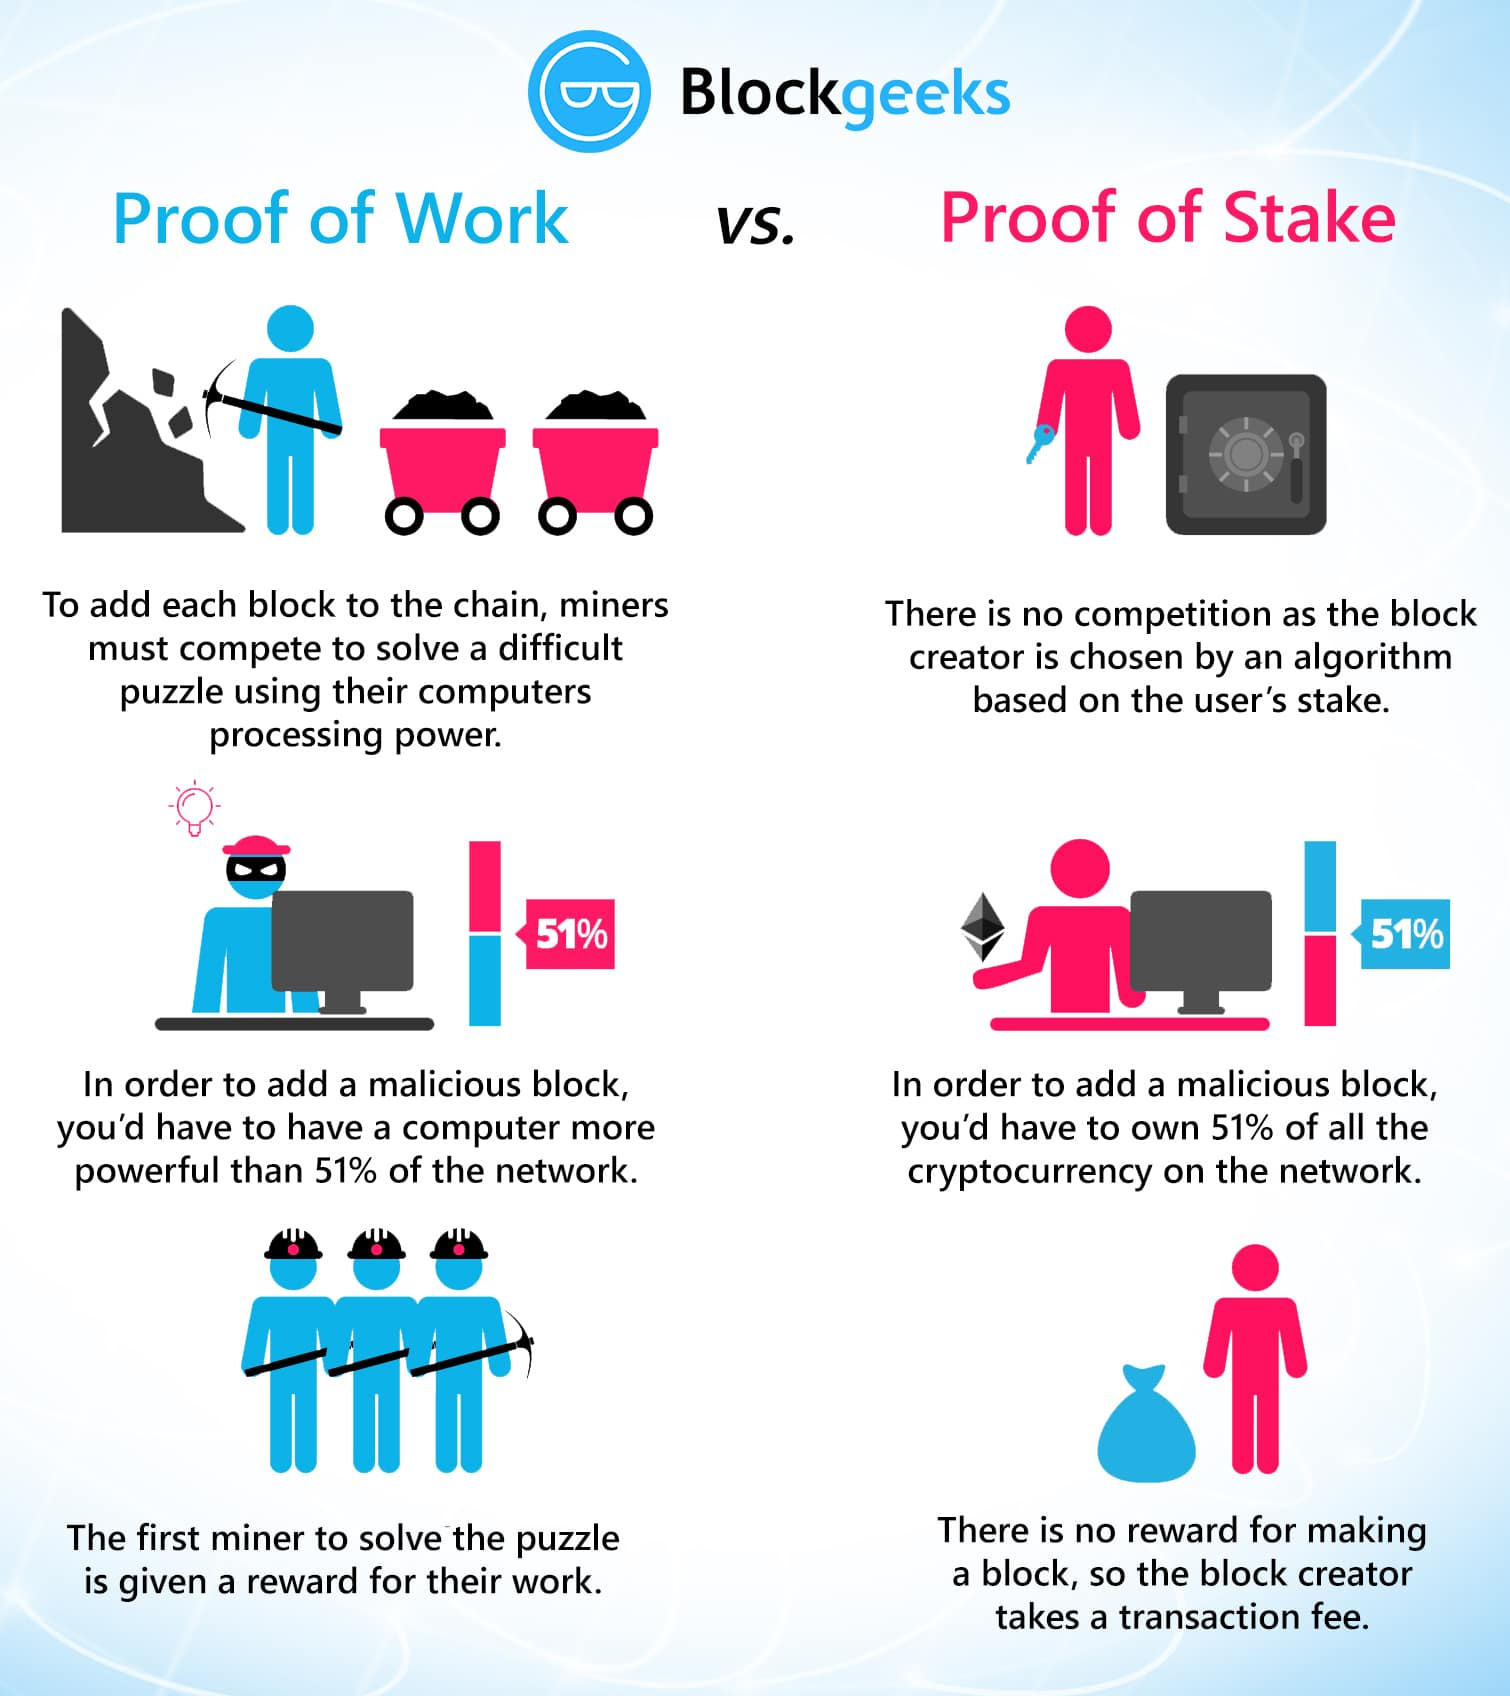 Blockgeeks
Proof of Work
vs.
Proof of Stake
To add each block to the chain, miners
must compete to solve a difficult
puzzle using their computers
processing power.
There is no competition as the block
creator is chosen by an algorithm
based on the user’s stake.
51%
51%
In order to add a malicious block,
you’d have to have a computer more
powerful than 51% of the network.
In order to add a malicious block,
you’d have to own 51% of all the
cryptocurrency on the network.
The first miner to solve the puzzle
is given a reward for their work.
There is no reward for making
a block, so the block creator
takes a transaction fee.